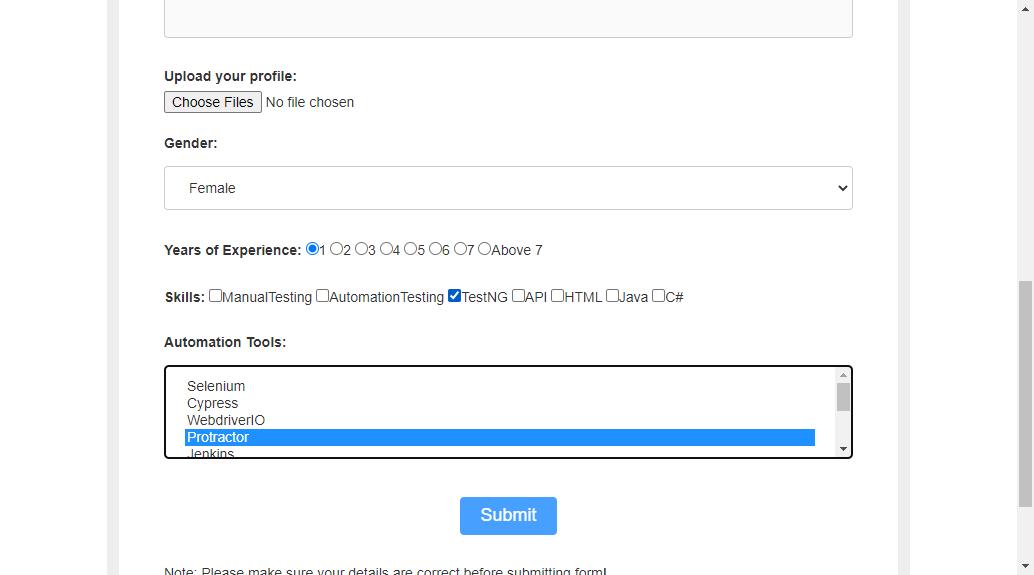 Upload your profile:
Choose Files No file chosen
Gender:
Female
Years of Experience: 1 2 3 4 5 6 7 Above 7
Skills: ManualTesting AutomationTesting TestNG API HTML Java C#
Automation Tools:
Selenium
Cypress
WebdriverIO
Protractor
Jenkins
Submit
Note: Please make sure your details are correct before submitting form!